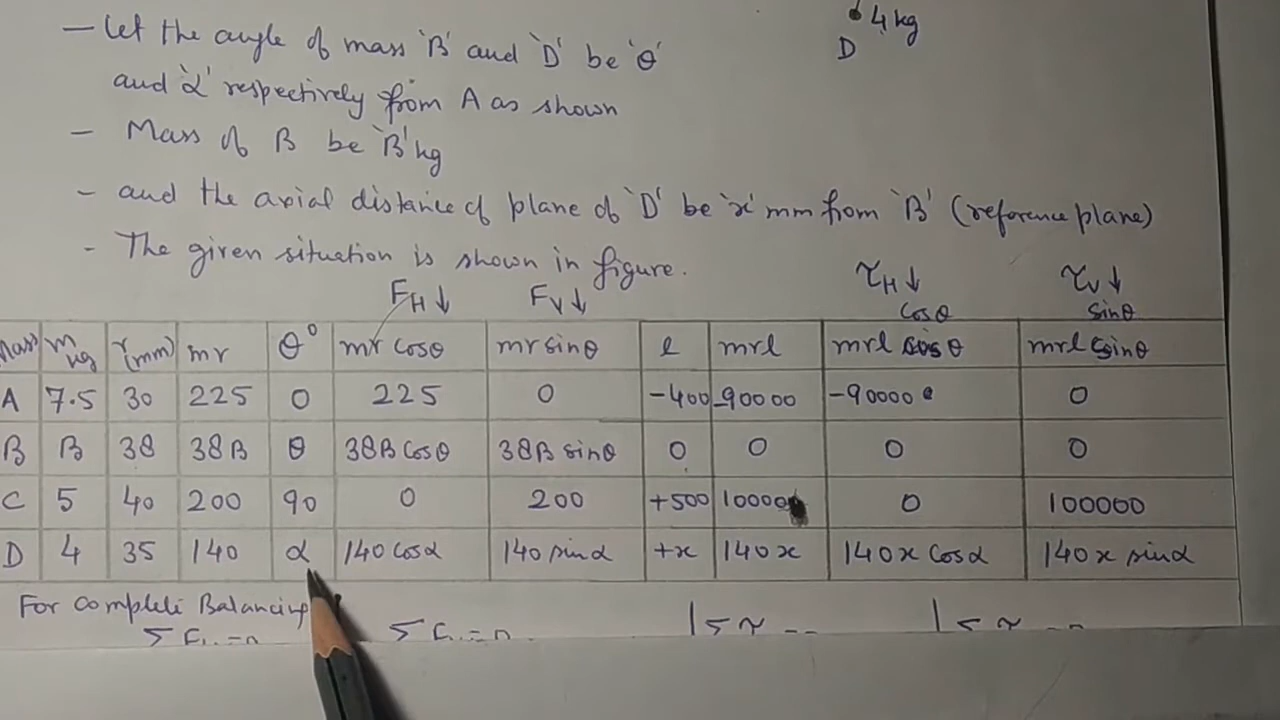 • 4 kg
D
- Let the angle of mass 'B' and 'D' be 'θ'
and 'α' respectively from A as shown
- Mass of B be 'B' kg
- and the axial distance of plane of 'D' be 'x' mm from 'B' (reference plane)
- The given situation is shown in figure.
F_H↓ F_V↓ τ_H↓ τ_V↓
cosθ sinθ
Mass m kg r(mm) mr θ° mr cosθ mr sinθ l mrl mrl cosθ mrl sinθ
A 7.5 30 225 0 225 0 -400 -90000 -90000 0
B B 38 38B θ 38B cosθ 38B sinθ 0 0 0 0
C 5 40 200 90 0 200 +500 100000 0 100000
D 4 35 140 α 140 cosα 140 sinα +x 140x 140x cosα 140x sinα
For Complete Balancing